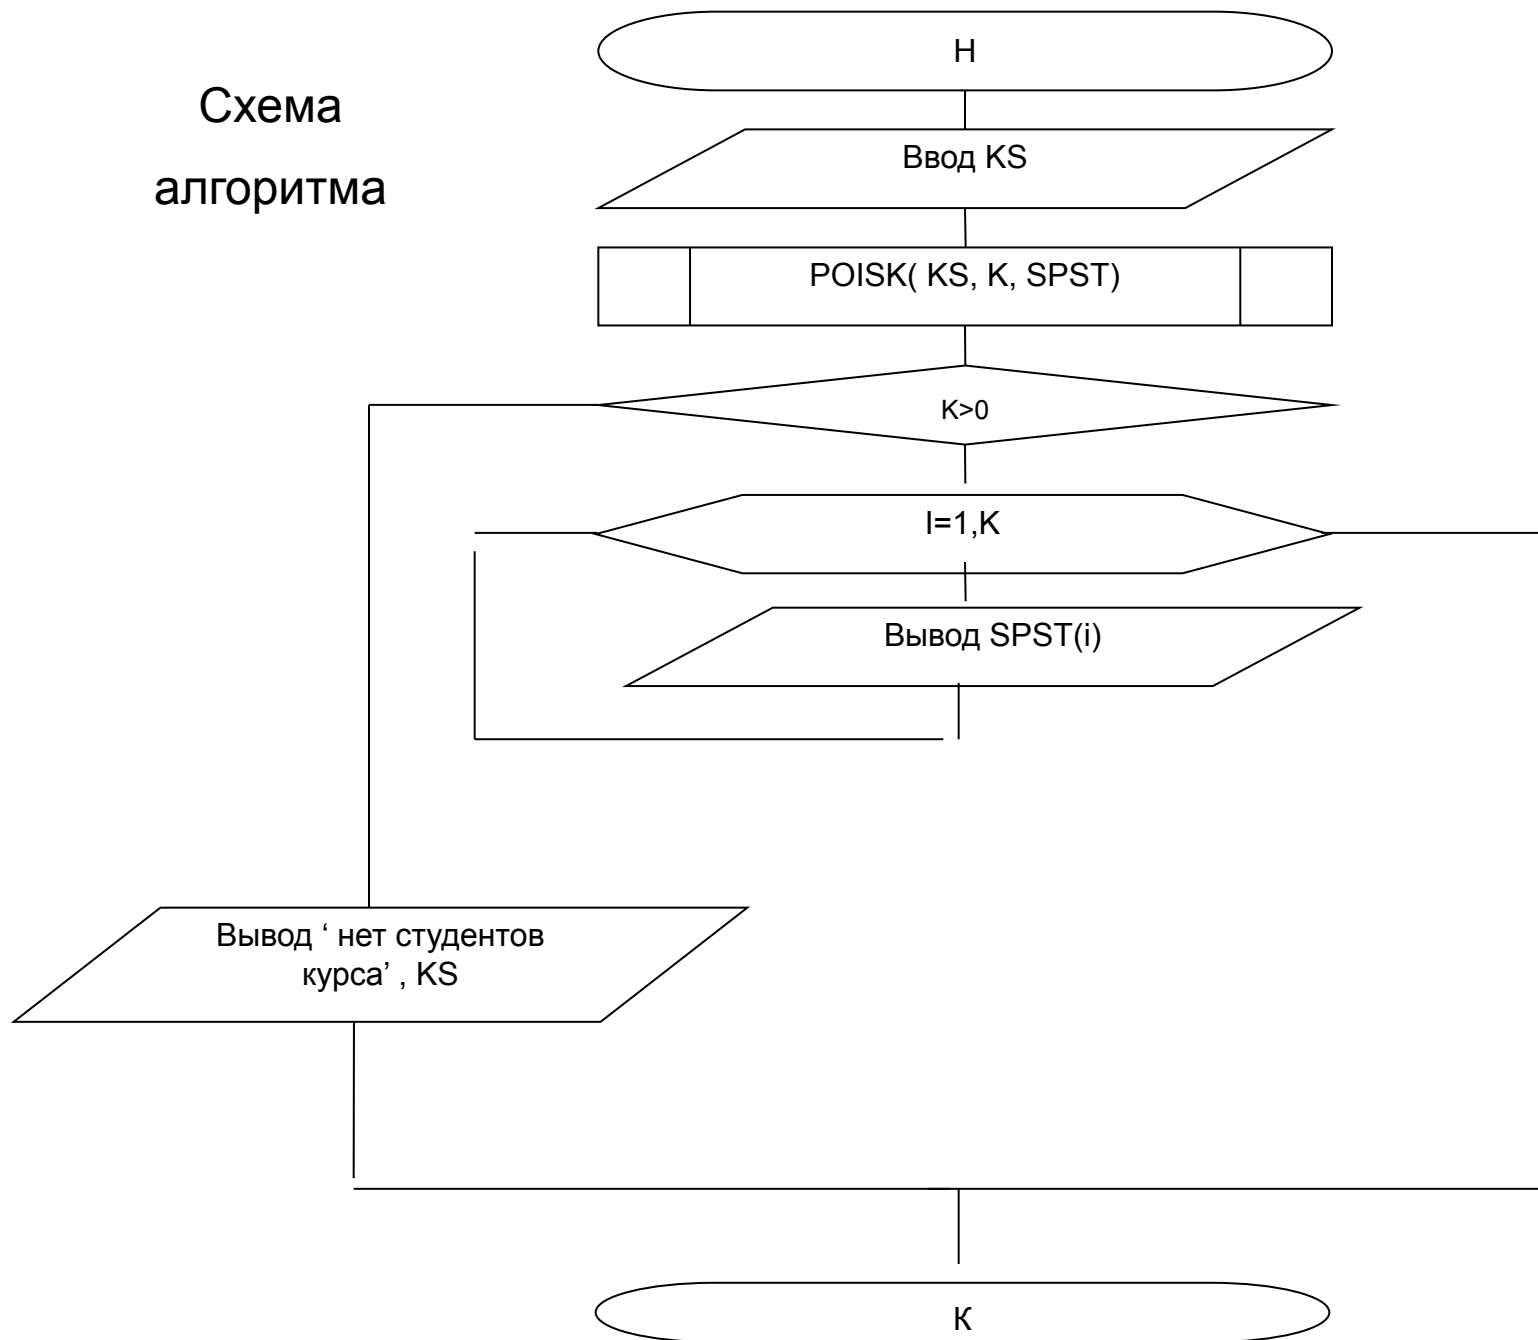 Схема
алгоритма
Н
Ввод KS
POISK( KS, K, SPST)
K>0
I=1,K
Вывод SPST(i)
Вывод ‘ нет студентов
курса’ , KS
К